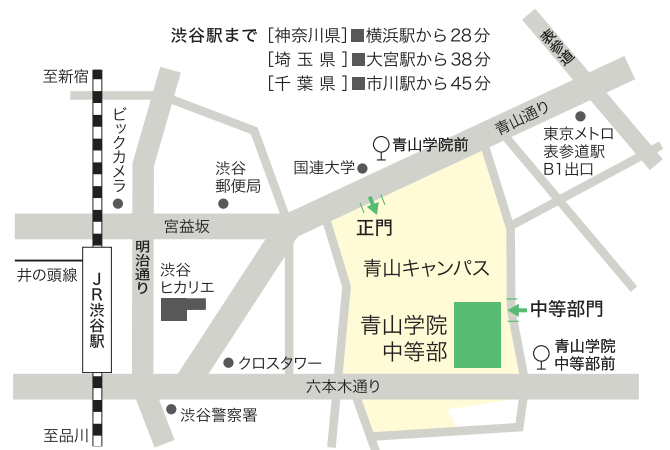 渋谷駅まで [神奈川県]■横浜駅から28分
[埼玉県]■大宮駅から38分
[千葉県]■市川駅から45分
表参道
至新宿
ビックカメラ
青山通り
青山学院前
東京メトロ
表参道駅
B1出口
国連大学
渋谷
郵便局
宮益坂
正門
明治通り
渋谷
ヒカリエ
井の頭線
JR渋谷駅
青山キャンパス
青山学院
中等部
中等部門
青山学院
中等部前
クロスタワー
六本木通り
渋谷警察署
至品川